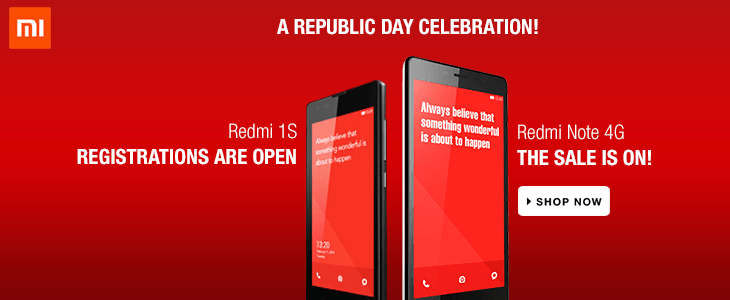 mi
A REPUBLIC DAY CELEBRATION!
Redmi 1S
REGISTRATIONS ARE OPEN
Always believe that
something wonderful
is about to happen
13:20
Always believe that
something wonderful
is about to happen
Redmi Note 4G
THE SALE IS ON!
SHOP NOW